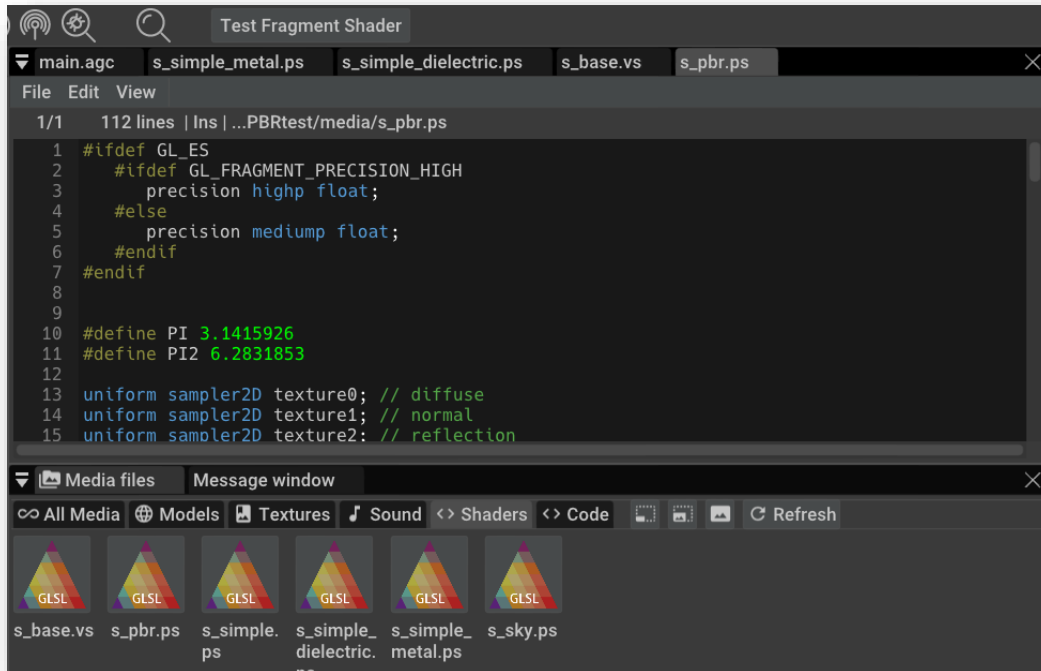 Test Fragment Shader
main.agc s_simple_metal.ps s_simple_dielectric.ps s_base.vs s_pbr.ps
File Edit View
1/1 112 lines | Ins | ...PBRtest/media/s_pbr.ps
1 #ifdef GL_ES
2 #ifdef GL_FRAGMENT_PRECISION_HIGH
3 precision highp float;
4 #else
5 precision mediump float;
6 #endif
7 #endif
8
9
10 #define PI 3.1415926
11 #define PI2 6.2831853
12
13 uniform sampler2D texture0; // diffuse
14 uniform sampler2D texture1; // normal
15 uniform sampler2D texture2; // reflection
Media files Message window
All Media Models Textures Sound <> Shaders <> Code Refresh
GLSL GLSL GLSL GLSL GLSL GLSL
s_base.vs s_pbr.ps s_simple. s_simple_ s_simple_ s_sky.ps
ps dielectric. metal.ps